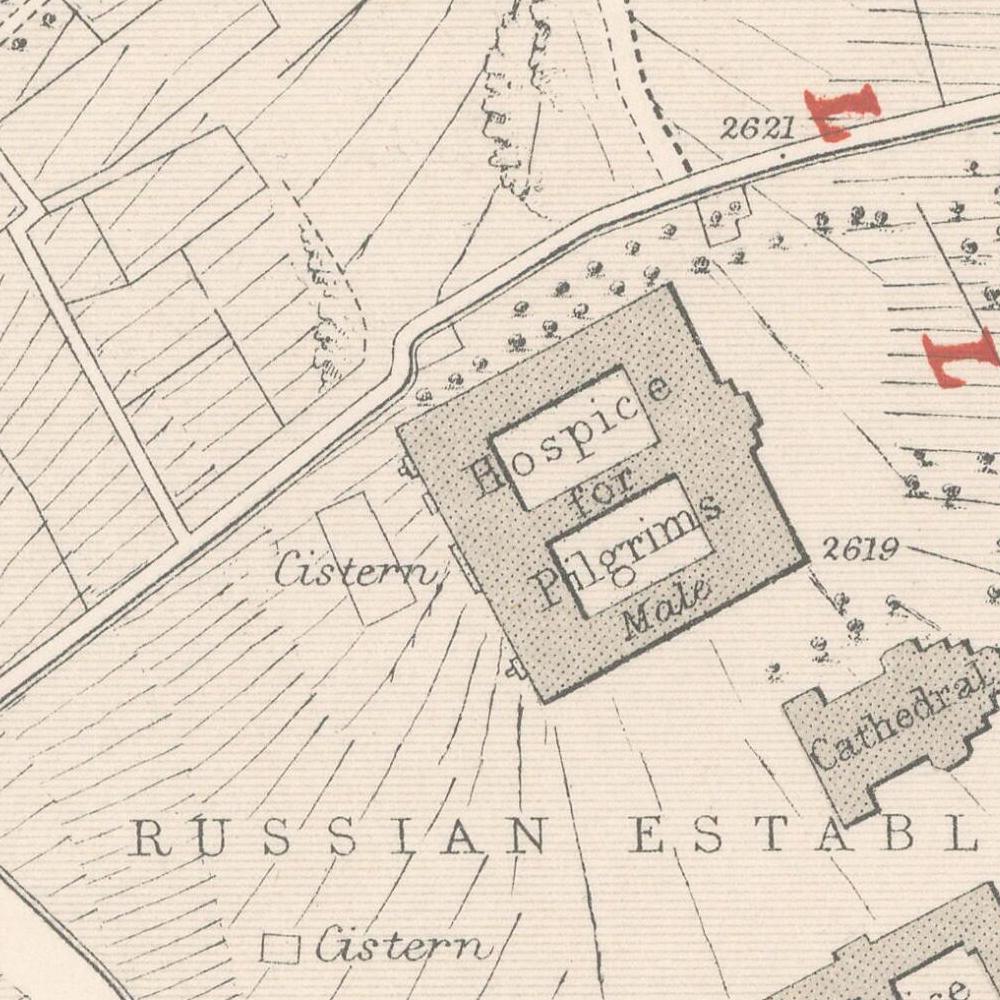 2621
Hospice
for
Pilgrims
Male
2619
Cistern
Cathedral
RUSSIAN ESTABL
Cistern